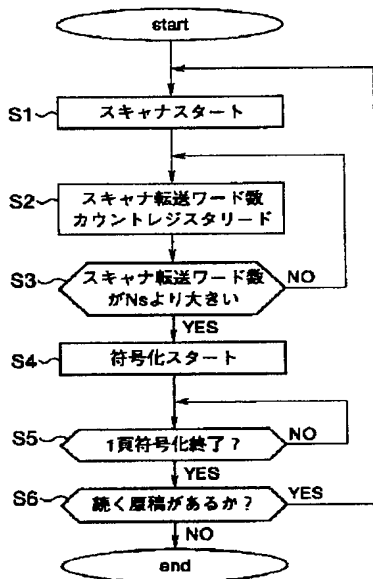 start
S1 スキャナスタート
S2 スキャナ転送ワード数
カウントレジスタリード
S3 スキャナ転送ワード数
がNsより大きい
NO
YES
S4 符号化スタート
S5 1頁符号化終了?
NO
YES
S6 続く原稿があるか?
YES
NO
end